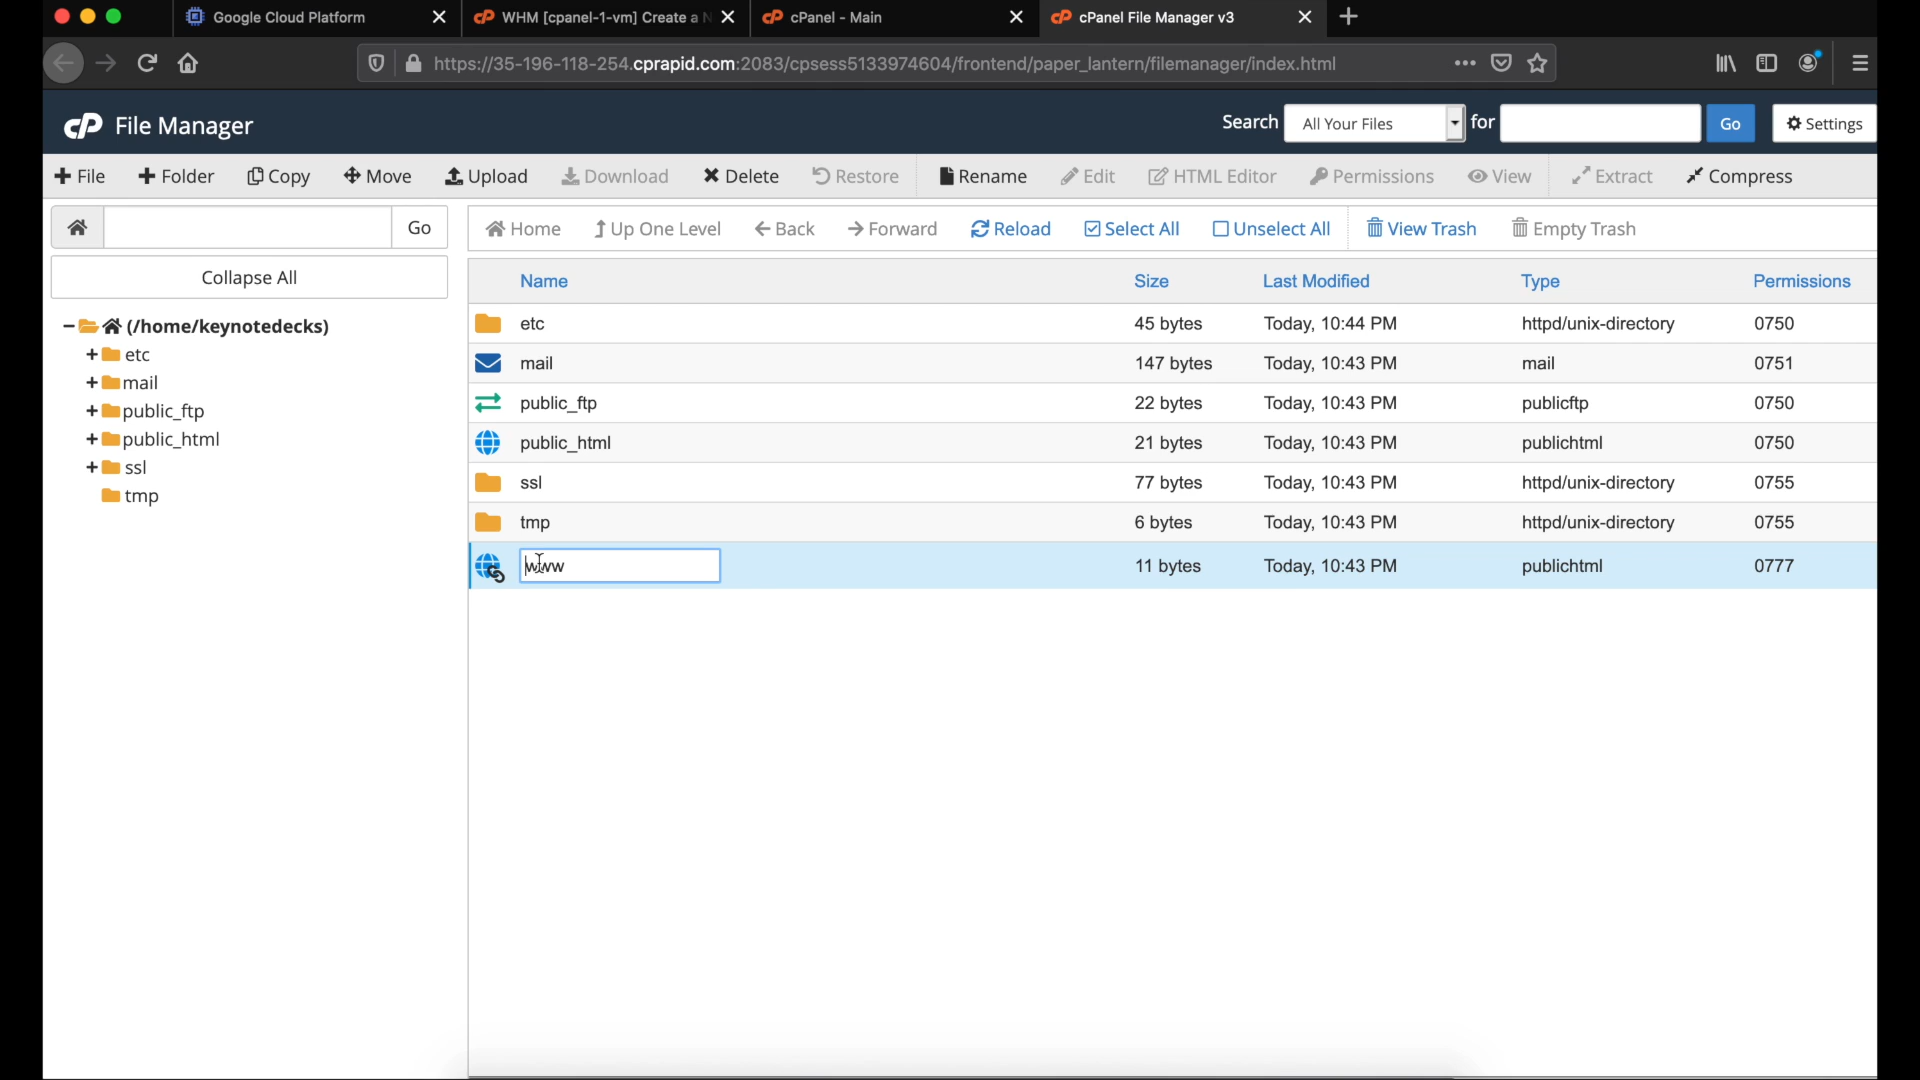 Google Cloud Platform WHM [cpanel-1-vm] Create a N cPanel - Main cPanel File Manager v3
https://35-196-118-254.cprapid.com:2083/cpsess5133974604/frontend/paper_lantern/filemanager/index.html
cP File Manager Search All Your Files for Go Settings
File Folder Copy Move Upload Download Delete Restore Rename Edit HTML Editor Permissions View Extract Compress
Go Home Up One Level Back Forward Reload Select All Unselect All View Trash Empty Trash
Collapse All
Name Size Last Modified Type Permissions
(/home/keynotedecks)
etc
mail
public_ftp
public_html
ssl
tmp
etc 45 bytes Today, 10:44 PM httpd/unix-directory 0750
mail 147 bytes Today, 10:43 PM mail 0751
public_ftp 22 bytes Today, 10:43 PM publicftp 0750
public_html 21 bytes Today, 10:43 PM publichtml 0750
ssl 77 bytes Today, 10:43 PM httpd/unix-directory 0755
tmp 6 bytes Today, 10:43 PM httpd/unix-directory 0755
www 11 bytes Today, 10:43 PM publichtml 0777